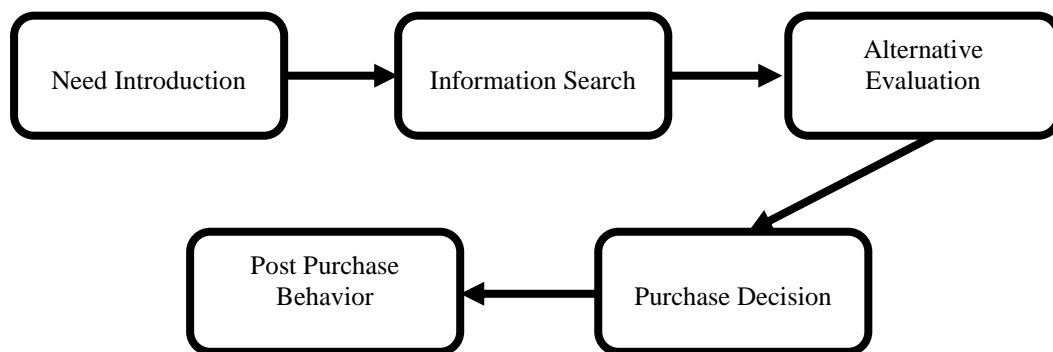 Need Introduction
Information Search
Alternative
Evaluation
Purchase Decision
Post Purchase
Behavior